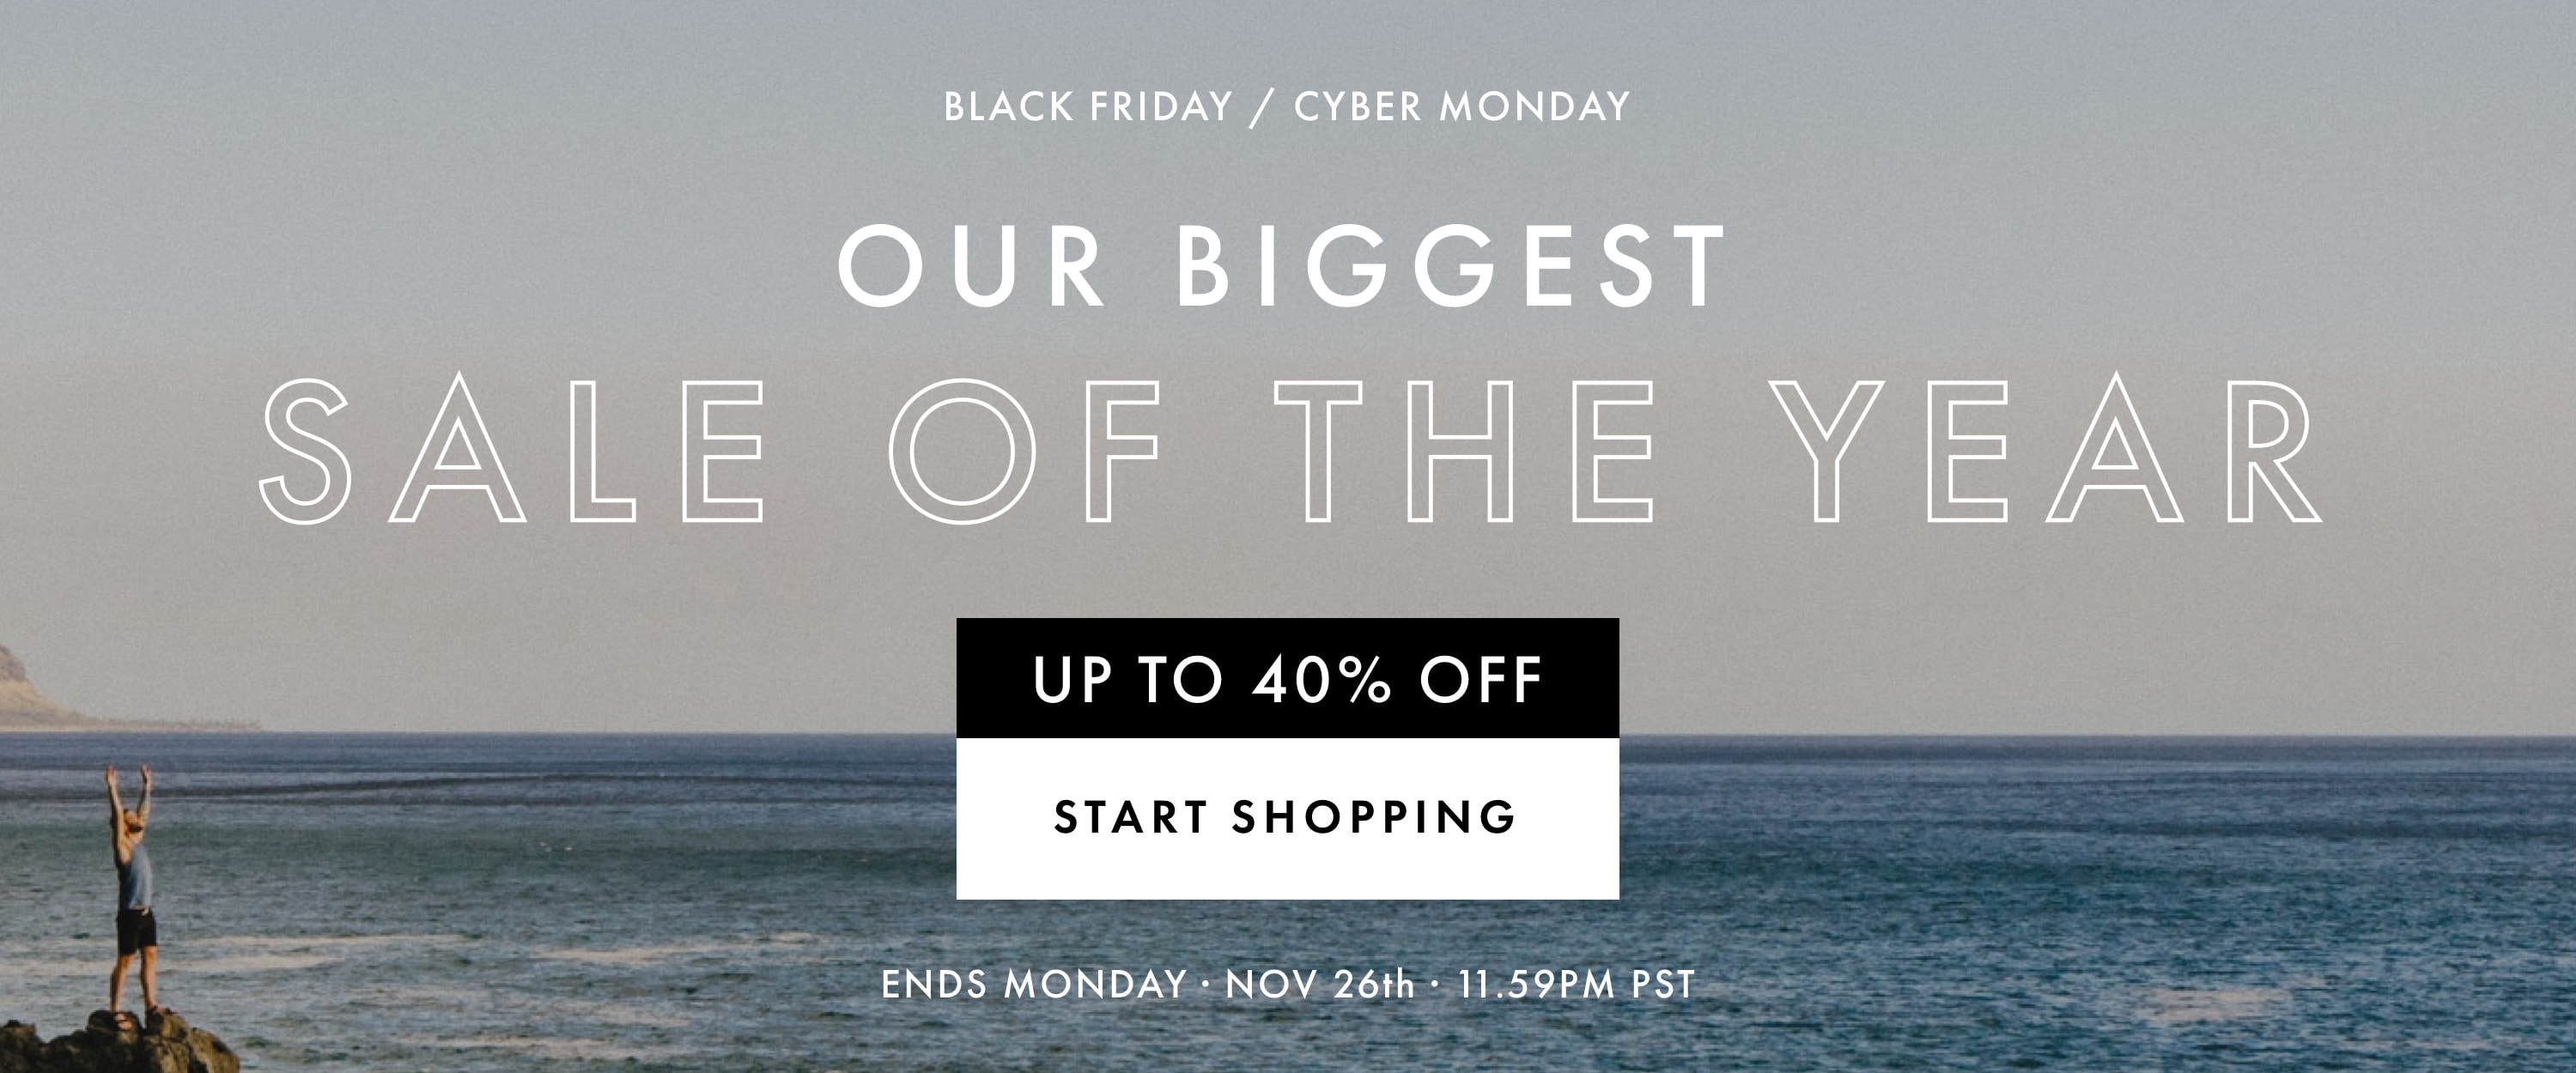 BLACK FRIDAY / CYBER MONDAY
OUR BIGGEST
SALE OF THE YEAR
UP TO 40% OFF
START SHOPPING
ENDS MONDAY · NOV 26th · 11.59PM PST